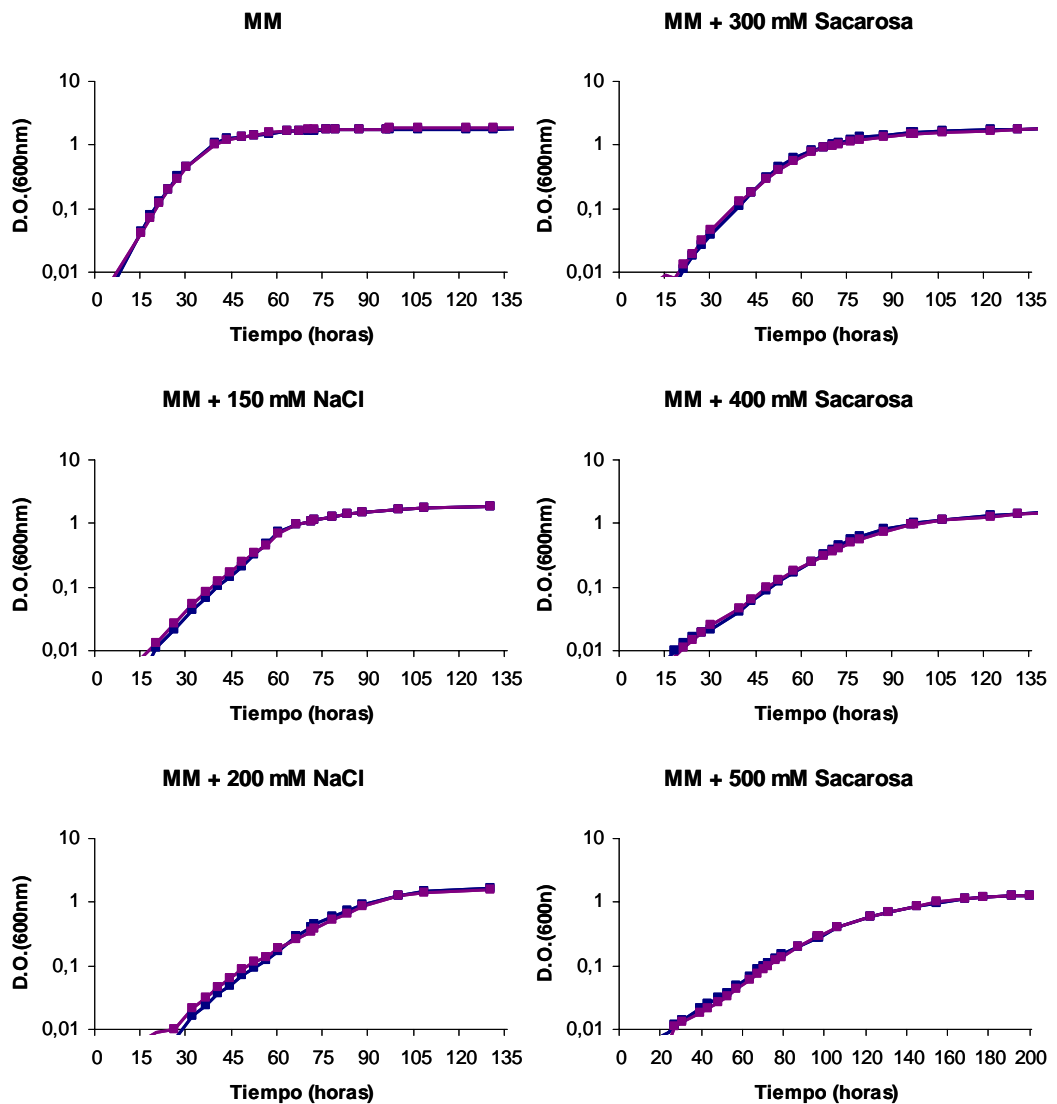 MM
10
1
0,1
0,01
D.O.(600nm)
0 15 30 45 60 75 90 105 120 135
Tiempo (horas)
MM + 300 mM Sacarosa
10
1
0,1
0,01
D.O.(600nm)
0 15 30 45 60 75 90 105 120 135
Tiempo (horas)
MM + 150 mM NaCl
10
1
0,1
0,01
D.O.(600nm)
0 15 30 45 60 75 90 105 120 135
Tiempo (horas)
MM + 400 mM Sacarosa
10
1
0,1
0,01
D.O.(600nm)
0 15 30 45 60 75 90 105 120 135
Tiempo (horas)
MM + 200 mM NaCl
10
1
0,1
0,01
D.O.(600nm)
0 15 30 45 60 75 90 105 120 135
Tiempo (horas)
MM + 500 mM Sacarosa
10
1
0,1
0,01
D.O.(600n)
0 20 40 60 80 100 120 140 160 180 200
Tiempo (horas)